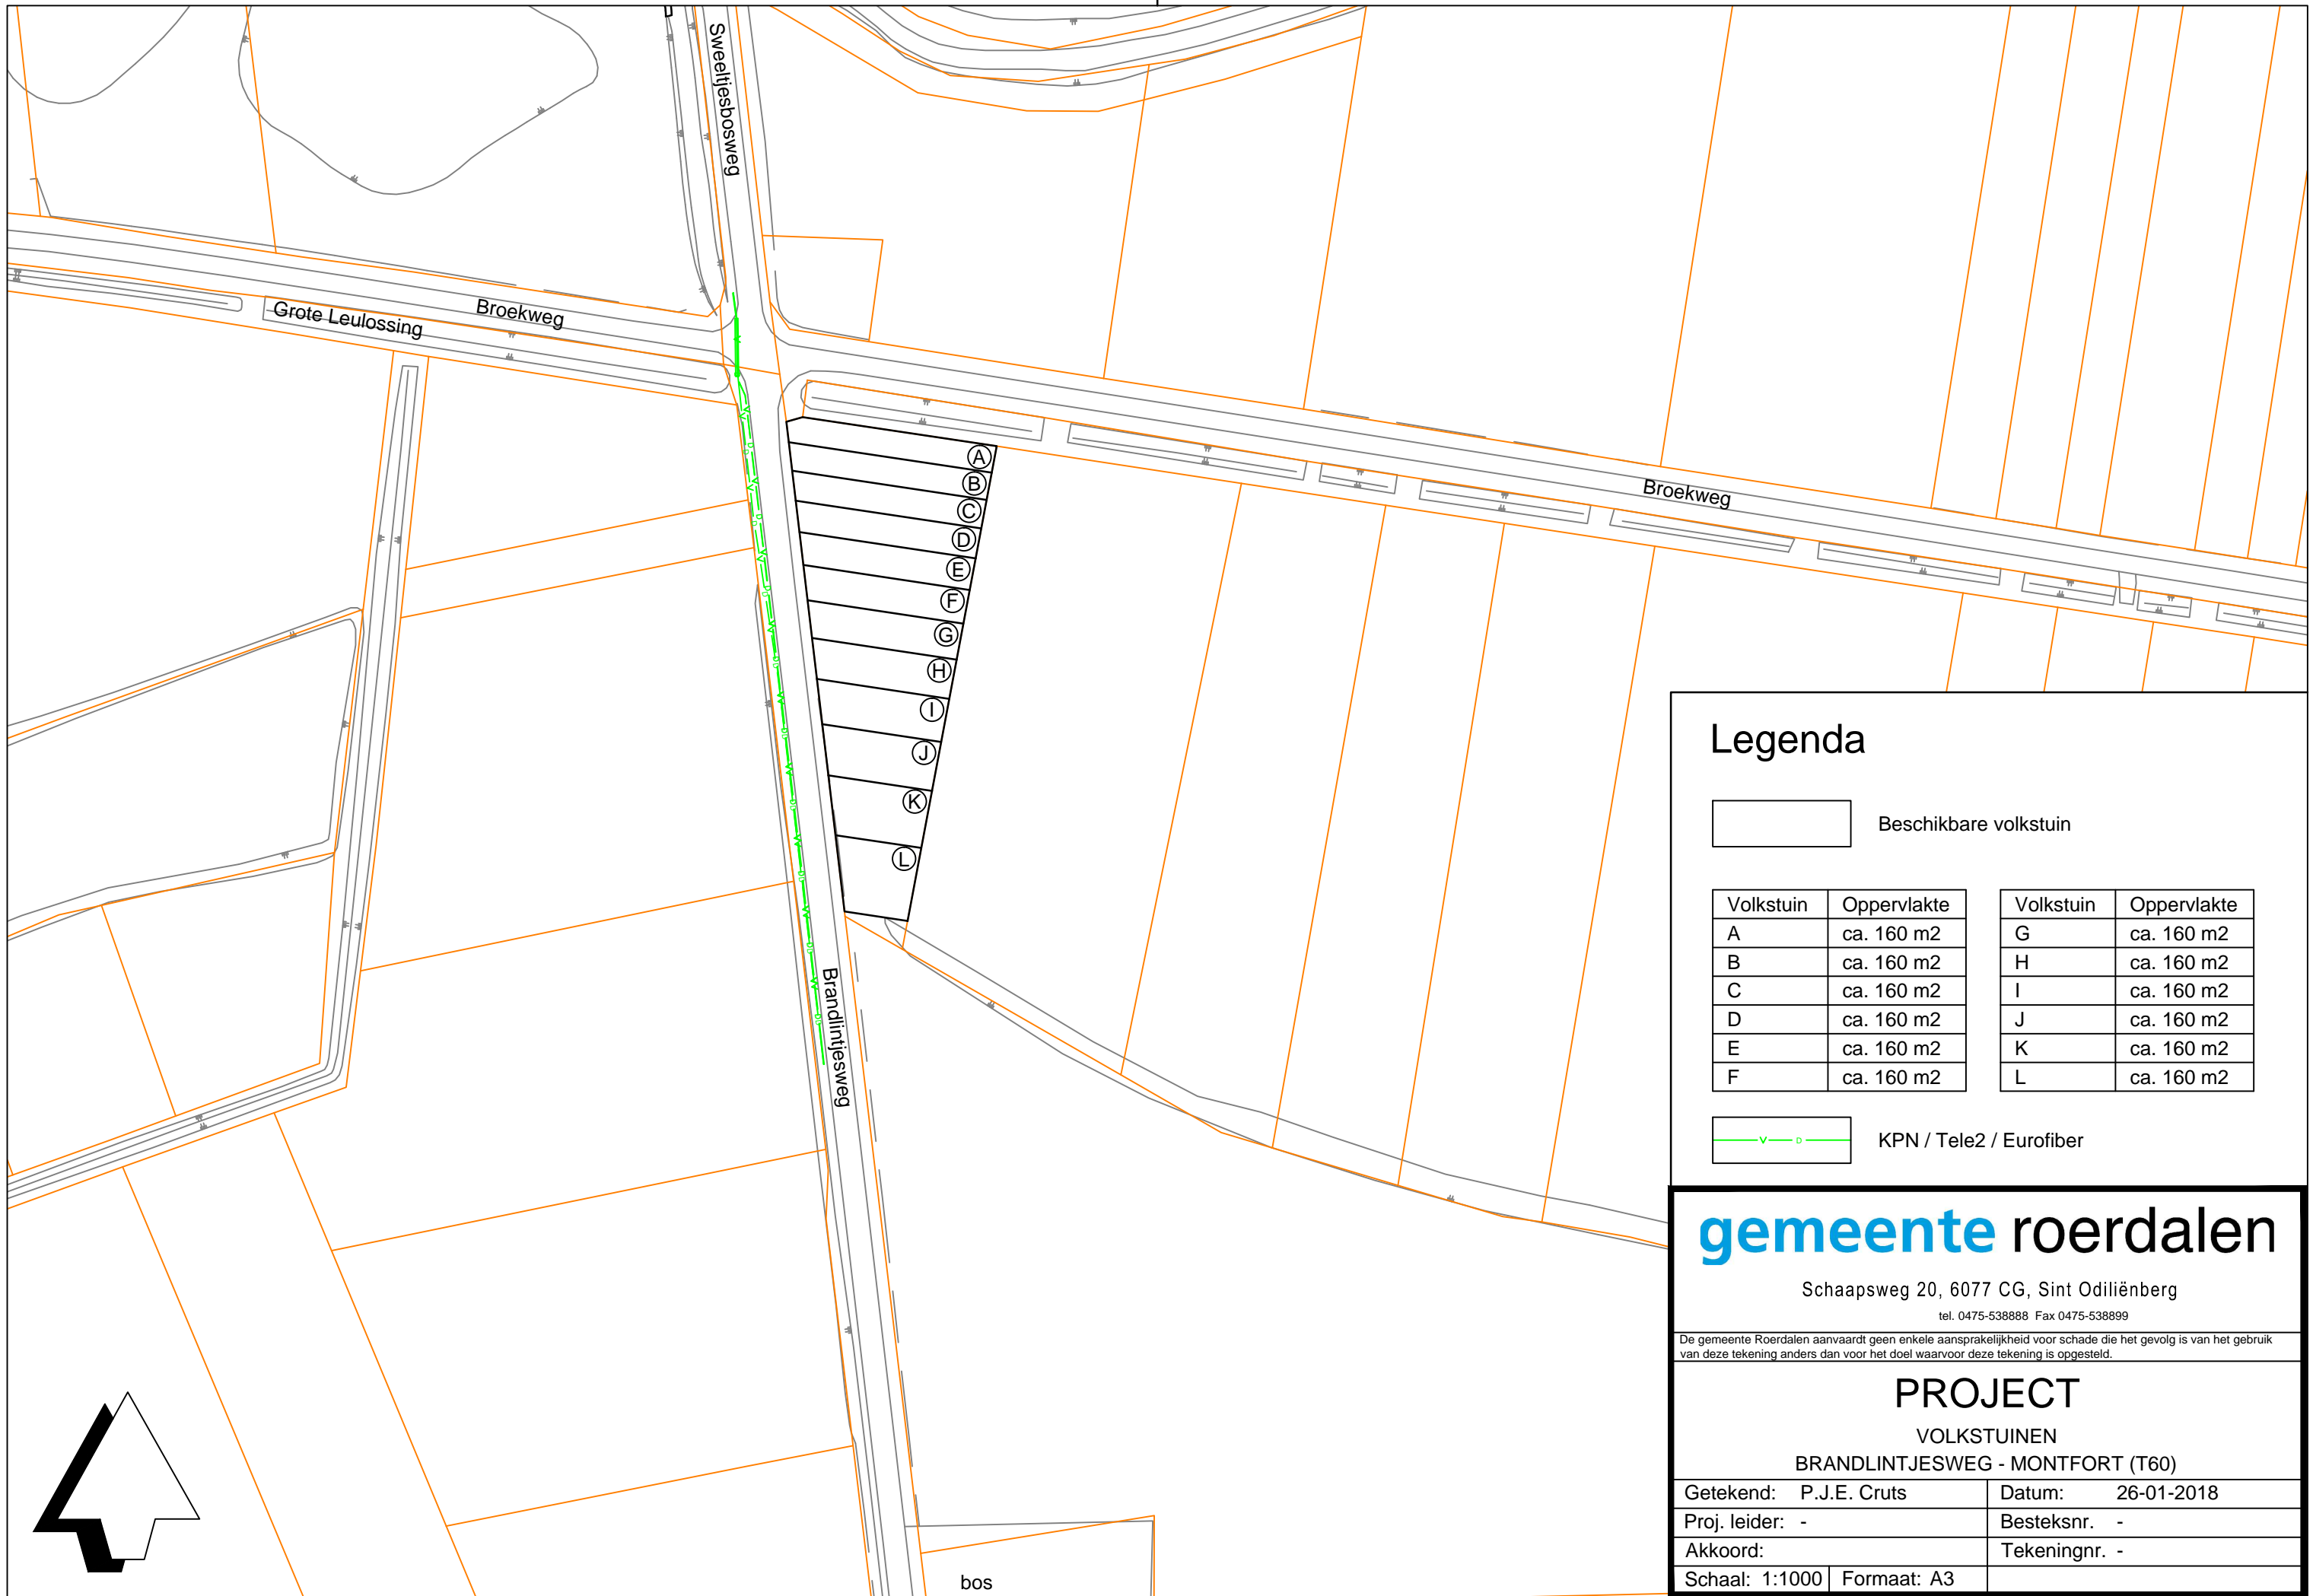 Sweeltjesbosweg
Grote Leulossing
Broekweg
Broekweg
A
B
C
D
E
F
G
H
I
J
K
L
Brandlintjesweg
bos
Legenda
Beschikbare volkstuin
Volkstuin Oppervlakte Volkstuin Oppervlakte
A ca. 160 m2 G ca. 160 m2
B ca. 160 m2 H ca. 160 m2
C ca. 160 m2 I ca. 160 m2
D ca. 160 m2 J ca. 160 m2
E ca. 160 m2 K ca. 160 m2
F ca. 160 m2 L ca. 160 m2
V D KPN / Tele2 / Eurofiber
gemeente roerdalen
Schaapsweg 20, 6077 CG, Sint Odiliënberg
tel. 0475-538888 Fax 0475-538899
De gemeente Roerdalen aanvaardt geen enkele aansprakelijkheid voor schade die het gevolg is van het gebruik
van deze tekening anders dan voor het doel waarvoor deze tekening is opgesteld.
PROJECT
VOLKSTUINEN
BRANDLINTJESWEG - MONTFORT (T60)
Getekend: P.J.E. Cruts Datum: 26-01-2018
Proj. leider: - Besteksnr. -
Akkoord: Tekeningnr. -
Schaal: 1:1000 Formaat: A3